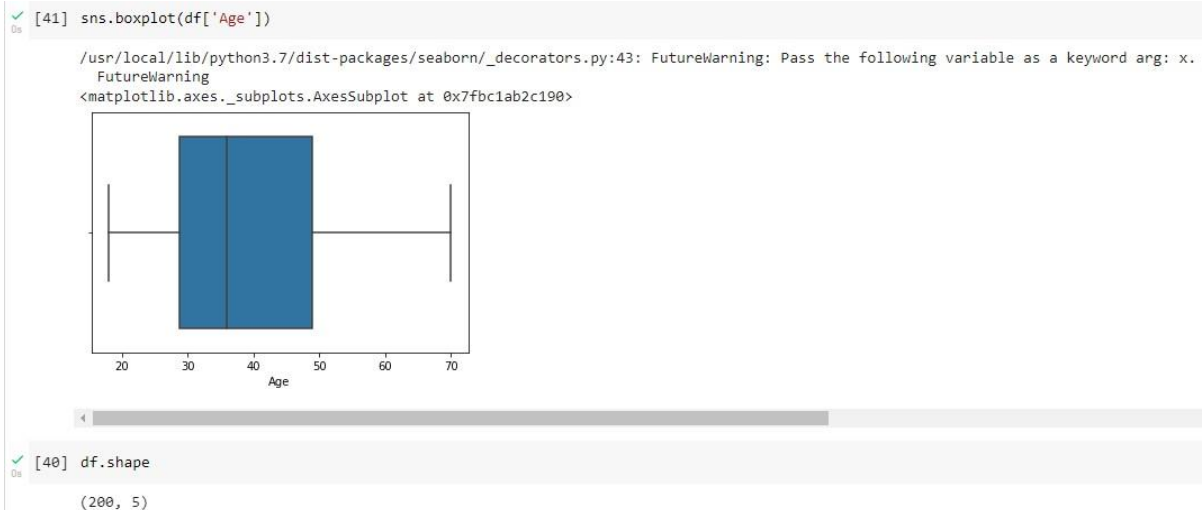 [41] sns.boxplot(df['Age'])
0s
/usr/local/lib/python3.7/dist-packages/seaborn/_decorators.py:43: FutureWarning: Pass the following variable as a keyword arg: x.
  FutureWarning
<matplotlib.axes._subplots.AxesSubplot at 0x7fbc1ab2c190>
20 30 40 50 60 70
Age
[40] df.shape
0s
(200, 5)